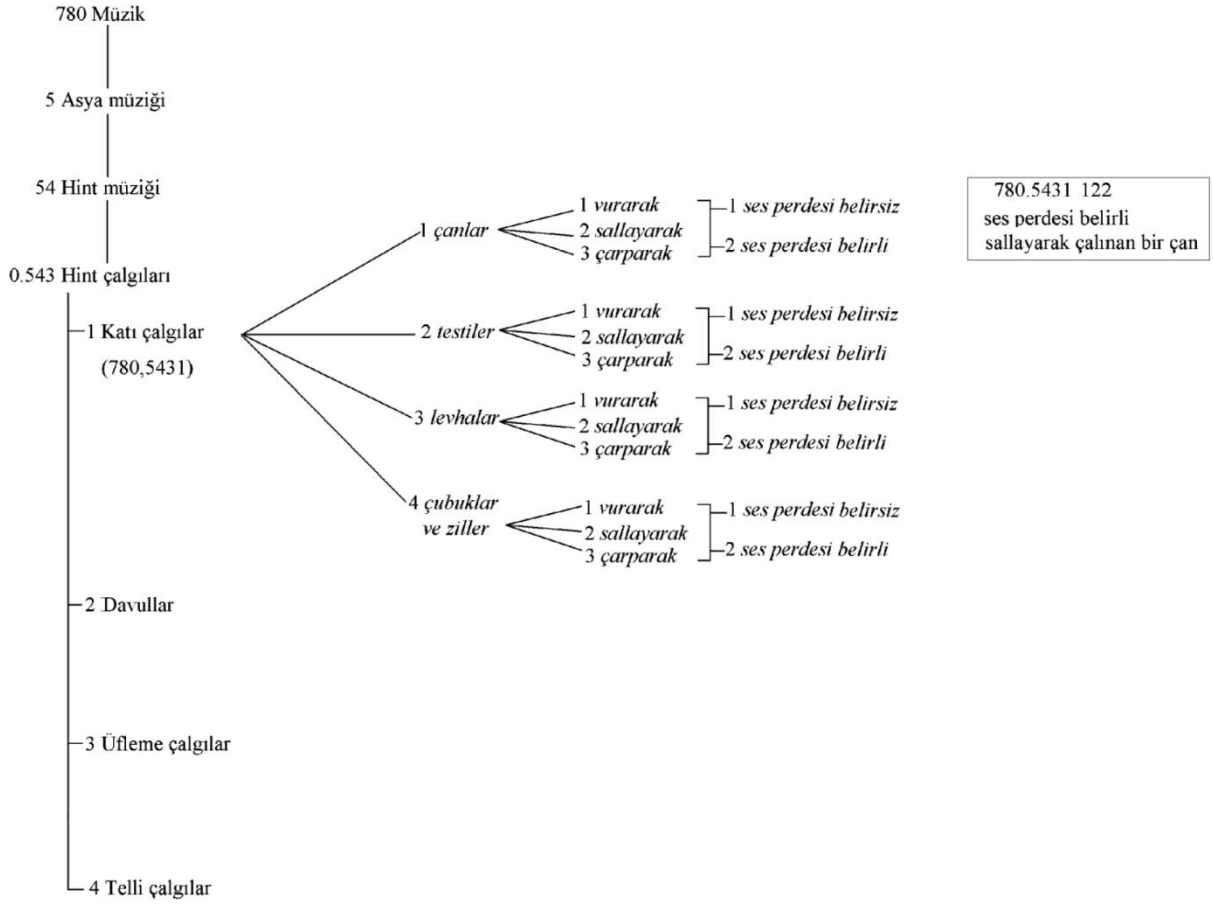 780 Müzik
5 Asya müziği
54 Hint müziği
0.543 Hint çalgıları
1 Katı çalgılar
(780,5431)
1 çanlar
1 vurarak
2 sallayarak
3 çarparak
1 ses perdesi belirsiz
2 ses perdesi belirli
2 testiler
1 vurarak
2 sallayarak
3 çarparak
1 ses perdesi belirsiz
2 ses perdesi belirli
3 levhalar
1 vurarak
2 sallayarak
3 çarparak
1 ses perdesi belirsiz
2 ses perdesi belirli
4 çubuklar
ve ziller
1 vurarak
2 sallayarak
3 çarparak
1 ses perdesi belirsiz
2 ses perdesi belirli
2 Davullar
3 Üfleme çalgılar
4 Telli çalgılar
780.5431 122
ses perdesi belirli
sallayarak çalınan bir çan